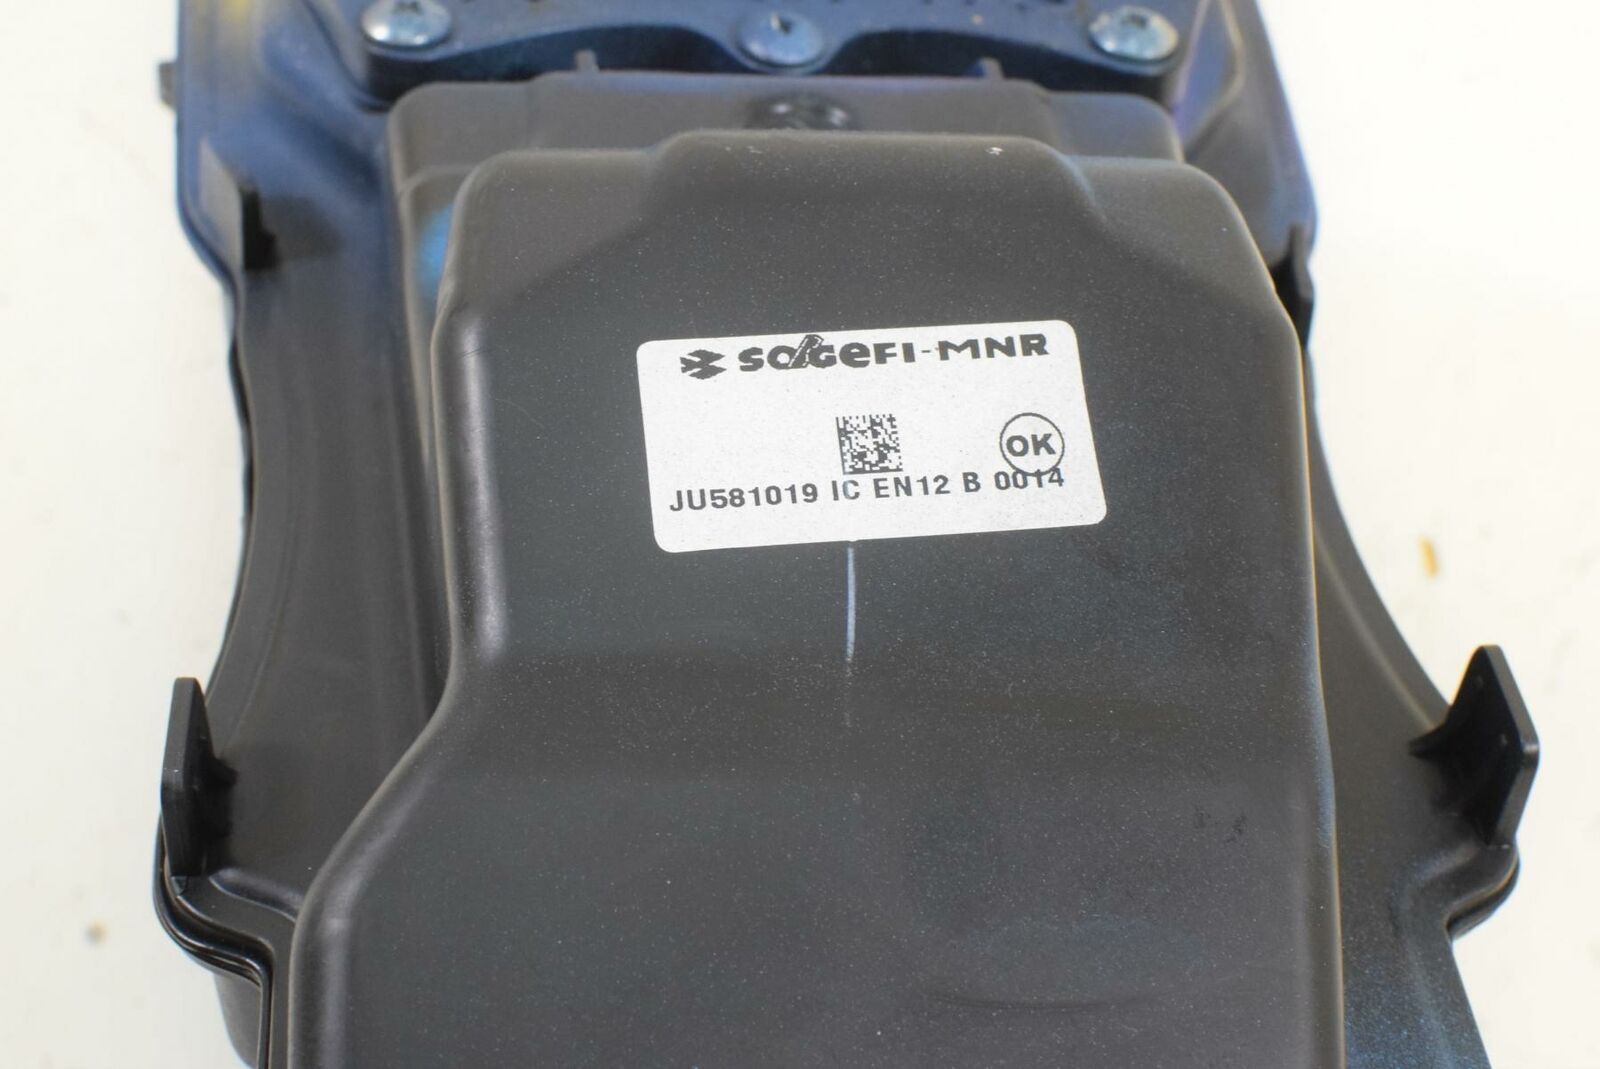 SOGEFI-MNR
OK
JU581019 IC EN12 B 0014